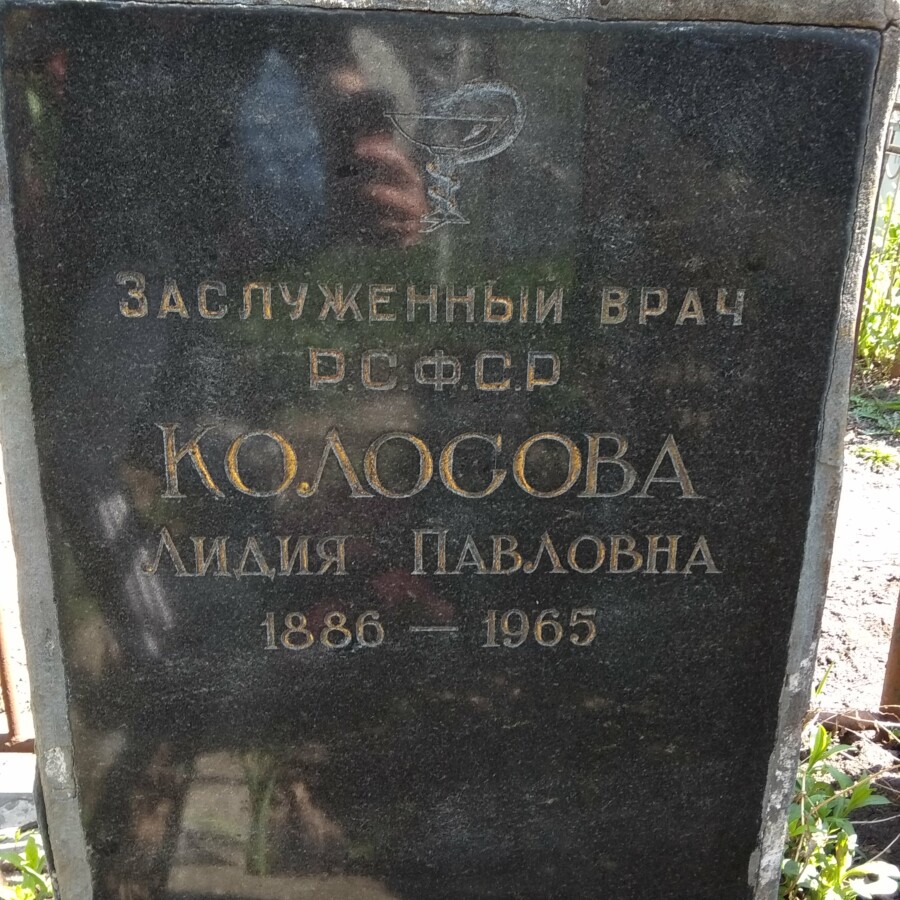 ЗАСЛУЖЕННЫЙ ВРАЧ
Р.С.Ф.С.Р
КОЛОСОВА
ЛИДИЯ ПАВЛОВНА
1886 — 1965